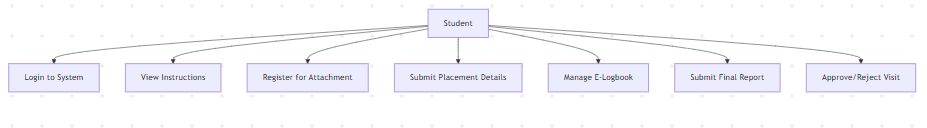 Student
Login to System
View Instructions
Register for Attachment
Submit Placement Details
Manage E-Logbook
Submit Final Report
Approve/Reject Visit